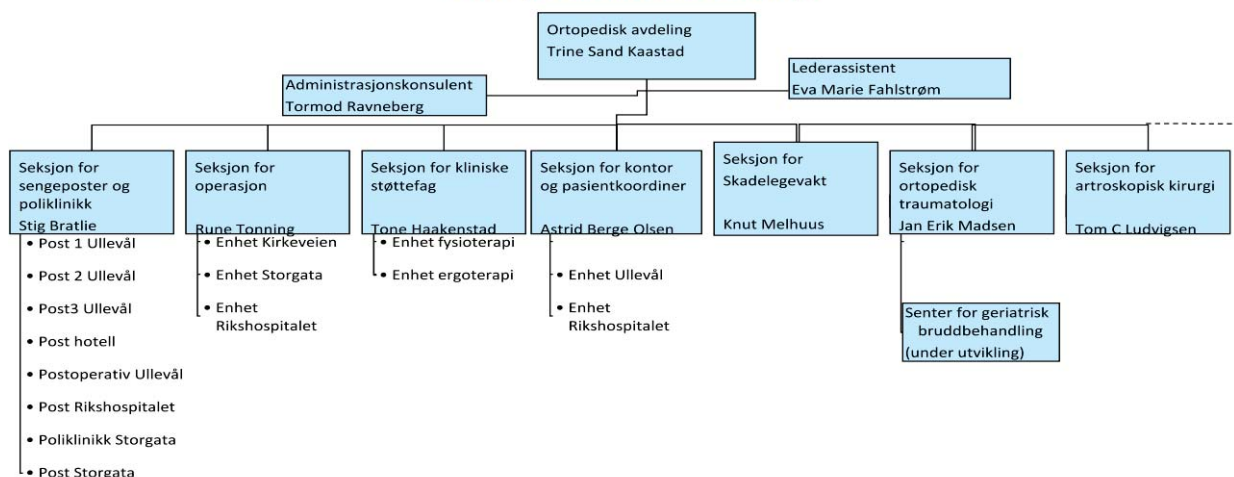 Ortopedisk avdeling
Trine Sand Kaastad
Administrasjonskonsulent
Tormod Ravneberg
Lederassistent
Eva Marie Fahlstrøm
Seksjon for
sengeposter og
poliklinikk
Stig Bratlie
• Post 1 Ullevål
• Post 2 Ullevål
• Post3 Ullevål
• Post hotell
• Postoperativ Ullevål
• Post Rikshospitalet
• Poliklinikk Storgata
• Post Storgata
Seksjon for
operasjon
Rune Tonning
• Enhet Kirkeveien
• Enhet Storgata
• Enhet
Rikshospitalet
Seksjon for kliniske
støttefag
Tone Haakenstad
• Enhet fysioterapi
• Enhet ergoterapi
Seksjon for kontor
og pasientkoordiner
Astrid Berge Olsen
• Enhet Ullevål
• Enhet
Rikshospitalet
Seksjon for
Skadelegevakt
Knut Melhuus
Seksjon for
ortopedisk
traumatologi
Jan Erik Madsen
Senter for geriatrisk
bruddbehandling
(under utvikling)
Seksjon for
artroskopisk kirurgi
Tom C Ludvigsen